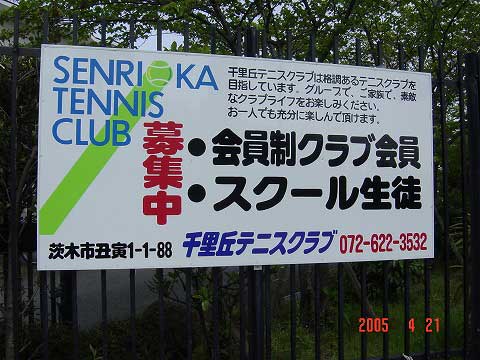 SENRIOKA
TENNIS
CLUB
千里丘テニスクラブは格調あるテニスクラブを
目指しています。グループで、ご家族で、素敵
なクラブライフをお楽しみください。
お一人でも充分に楽しんで頂けます。
募集中
・会員制クラブ会員
・スクール生徒
茨木市丑寅1-1-88
千里丘テニスクラブ 072-622-3532
2005 4 21